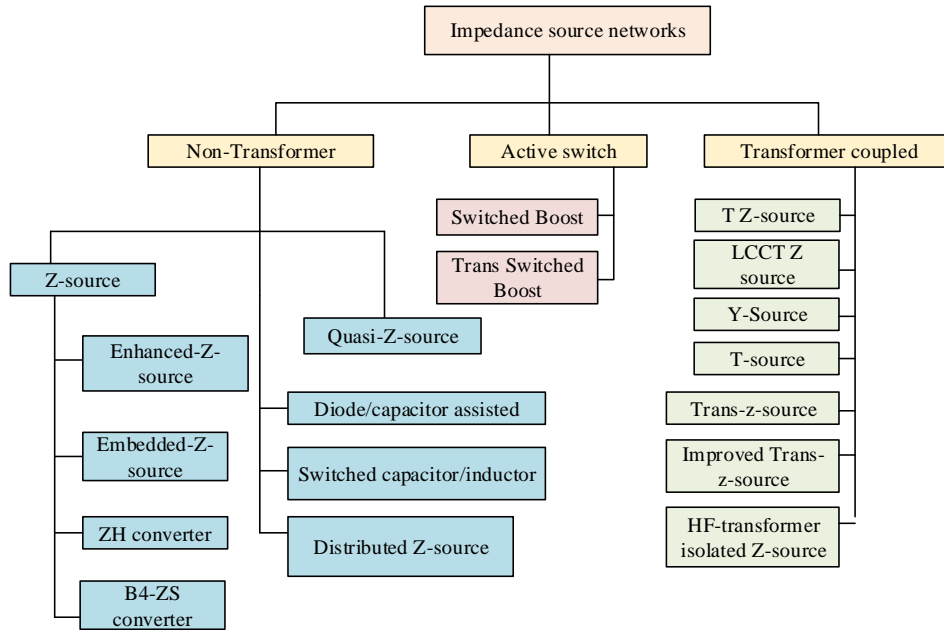 Impedance source networks
Non-Transformer
Active switch
Transformer coupled
Z-source
Enhanced-Z-
source
Embedded-Z-
source
ZH converter
B4-ZS
converter
Quasi-Z-source
Diode/capacitor assisted
Switched capacitor/inductor
Distributed Z-source
Switched Boost
Trans Switched
Boost
T Z-source
LCCT Z
source
Y-Source
T-source
Trans-z-source
Improved Trans-
z-source
HF-transformer
isolated Z-source